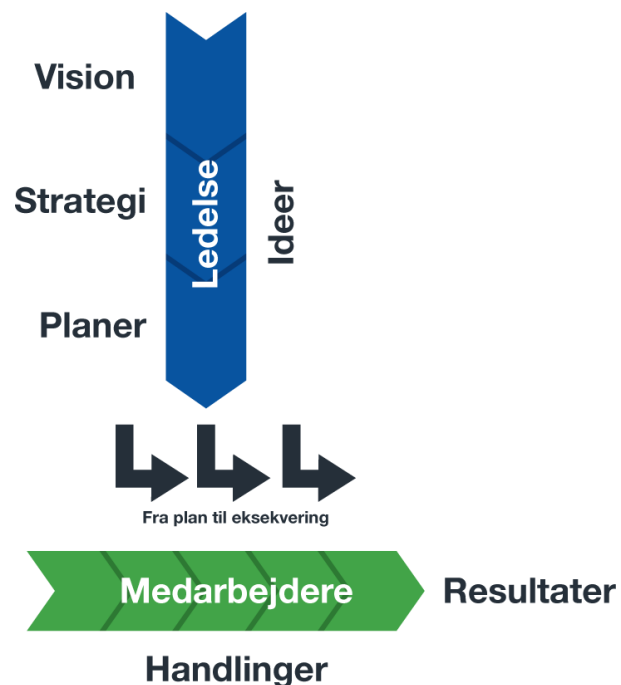 Vision
Strategi
Ledelse
Ideer
Planer
Fra plan til eksekvering
Medarbejdere
Resultater
Handlinger